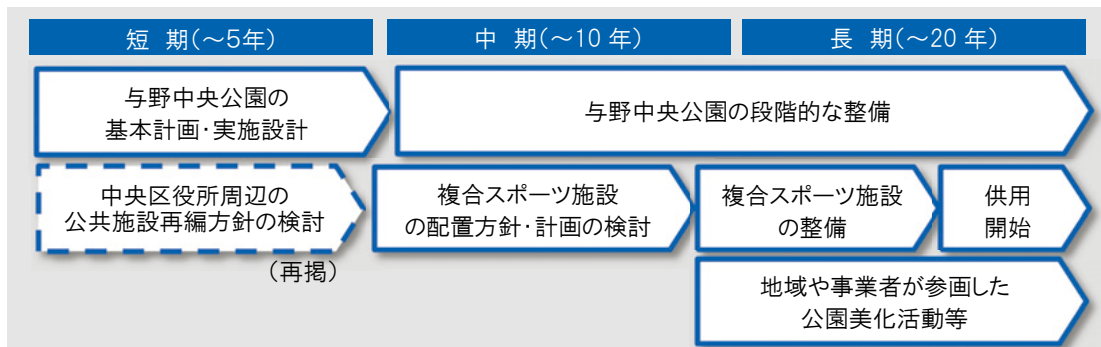 短 期(～5年)
中 期(～10 年)
長 期(～20 年)
与野中央公園の
基本計画・実施設計
与野中央公園の段階的な整備
中央区役所周辺の
公共施設再編方針の検討
(再掲)
複合スポーツ施設
の配置方針・計画の検討
複合スポーツ施設
の整備
供用
開始
地域や事業者が参画した
公園美化活動等